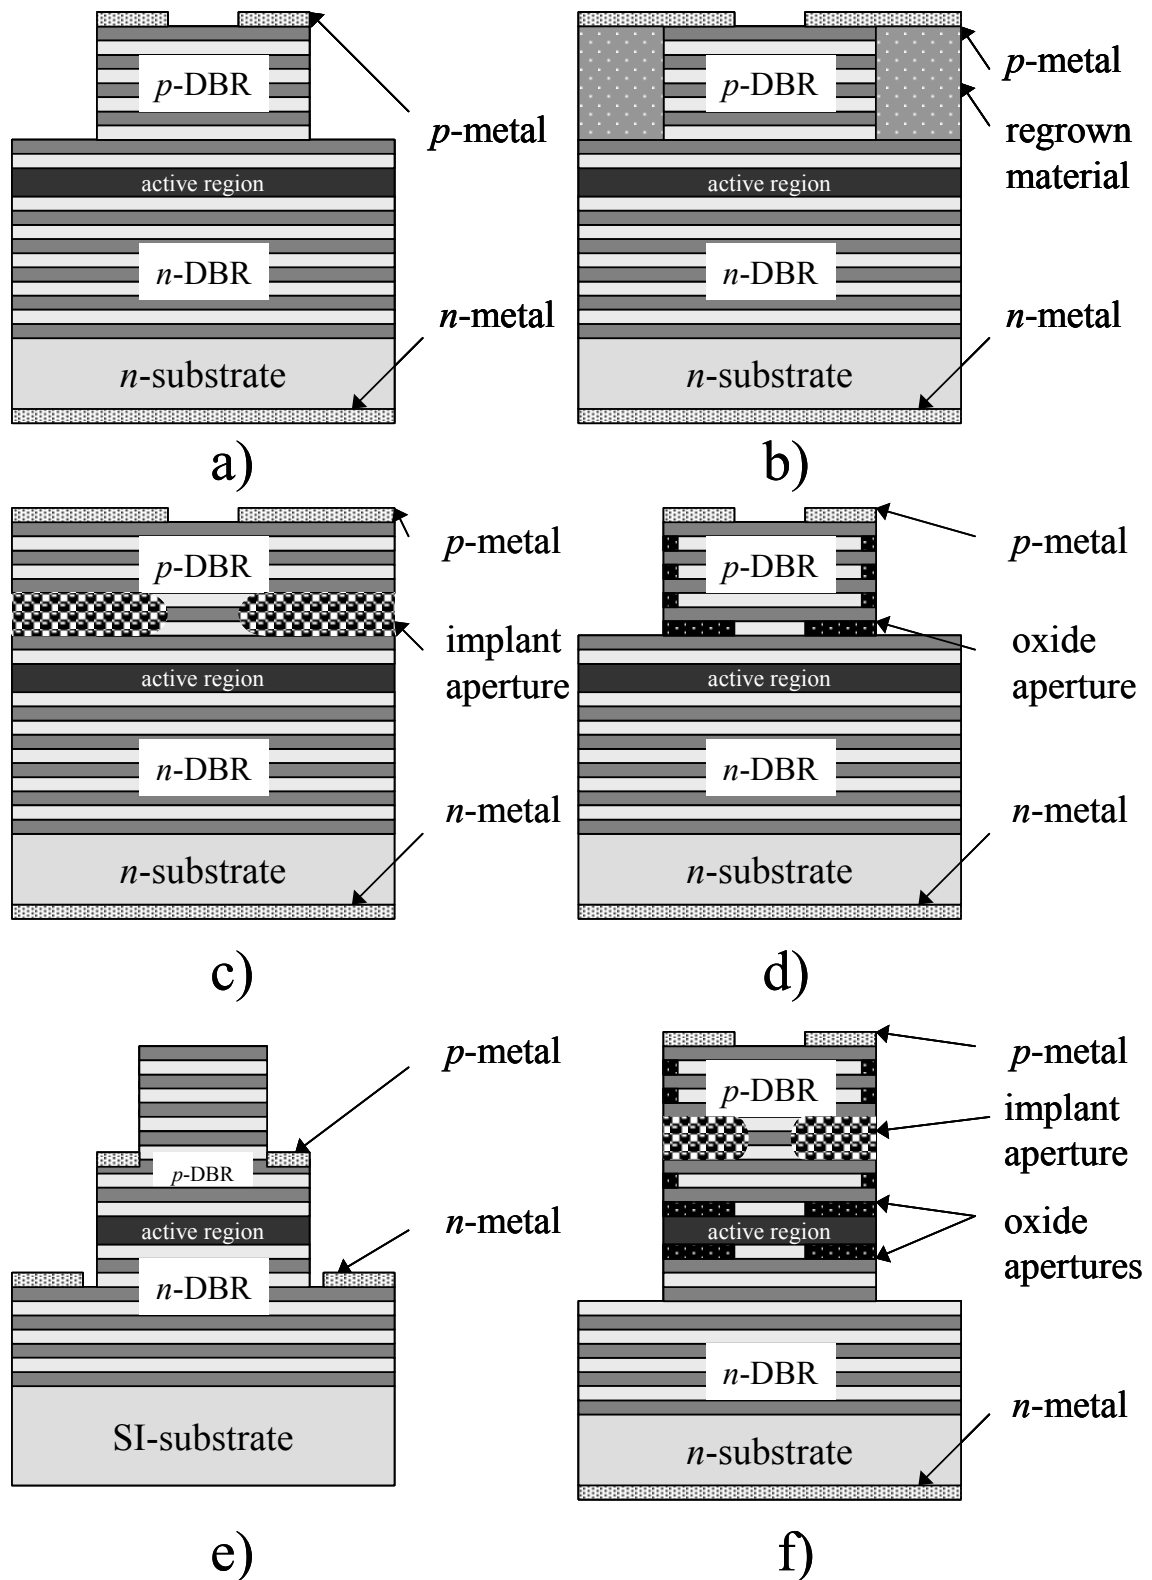 p-DBR
p-metal
active region
n-DBR
n-metal
n-substrate
a)
p-DBR
p-metal
regrown
material
active region
n-DBR
n-metal
n-substrate
b)
p-DBR
p-metal
implant
aperture
active region
n-DBR
n-metal
n-substrate
c)
p-DBR
p-metal
oxide
aperture
active region
n-DBR
n-metal
n-substrate
d)
p-metal
p-DBR
n-metal
active region
n-DBR
SI-substrate
e)
p-metal
p-DBR
implant
aperture
oxide
apertures
active region
n-DBR
n-metal
n-substrate
f)